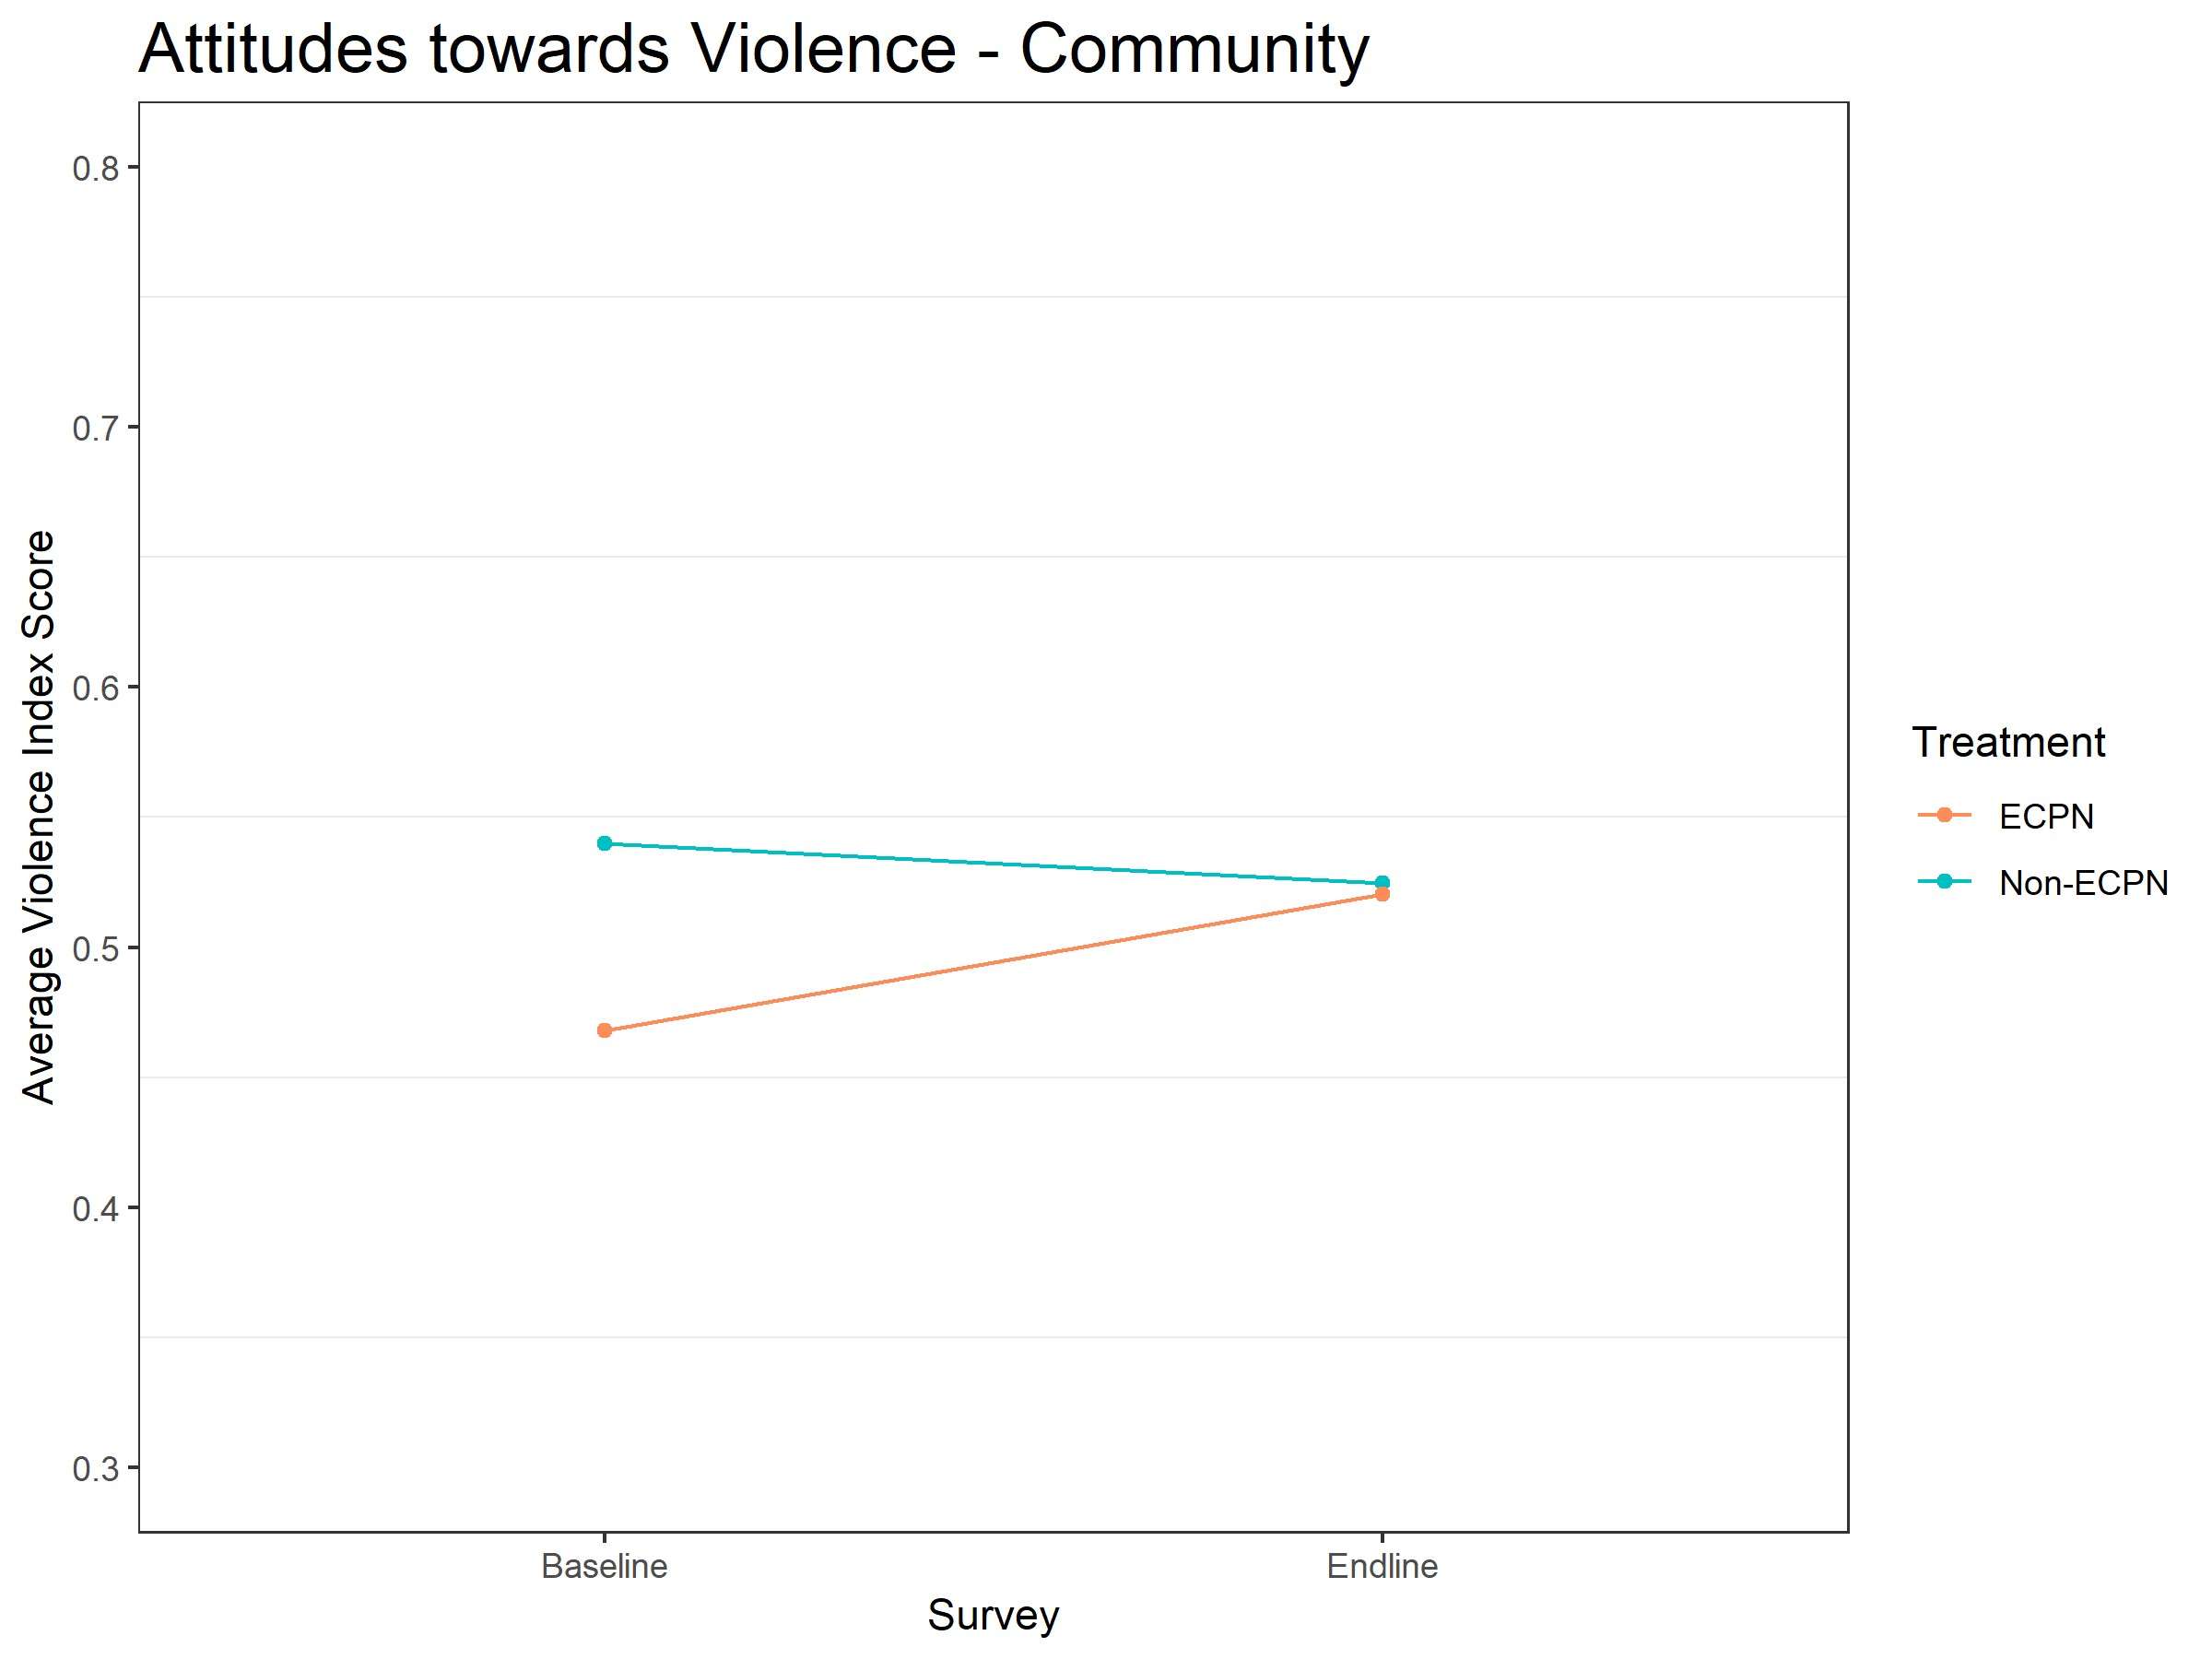 Attitudes towards Violence - Community
Average Violence Index Score
0.8
0.7
0.6
0.5
0.4
0.3
Baseline
Endline
Survey
Treatment
ECPN
Non-ECPN